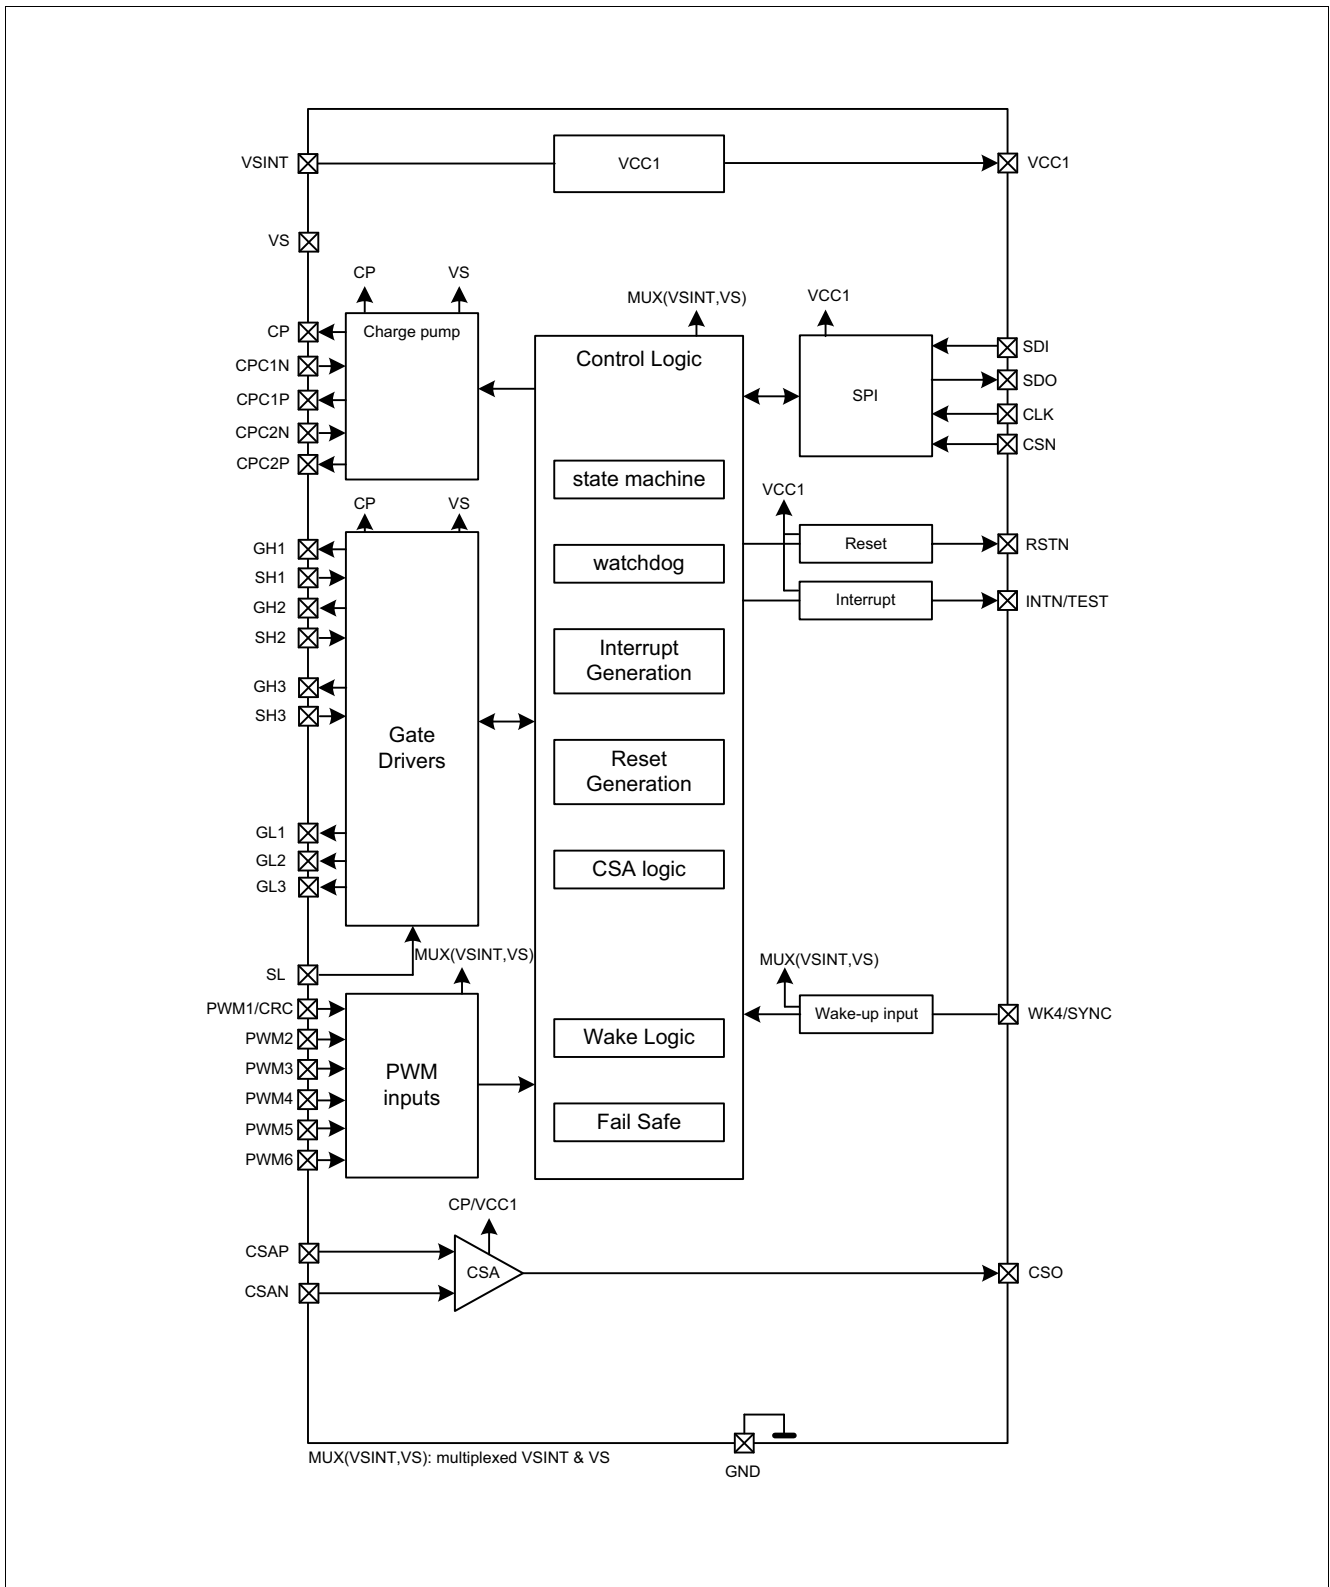 VSINT
VCC1
VCC1
VS
CP
VS
MUX(VSINT,VS)
VCC1
CP
CPC1N
CPC1P
CPC2N
CPC2P
Charge pump
Control Logic
SPI
SDI
SDO
CLK
CSN
state machine
CP
VS
VCC1
GH1
SH1
GH2
SH2
GH3
SH3
Gate
Drivers
GL1
GL2
GL3
SL
watchdog
Interrupt
Generation
Reset
Generation
CSA logic
Reset
RSTN
Interrupt
INTN/TEST
MUX(VSINT,VS)
MUX(VSINT,VS)
PWM1/CRC
PWM2
PWM3
PWM4
PWM5
PWM6
PWM
inputs
Wake Logic
Fail Safe
Wake-up input
WK4/SYNC
CP/VCC1
CSAP
CSAN
CSA
CSO
MUX(VSINT,VS): multiplexed VSINT & VS
GND